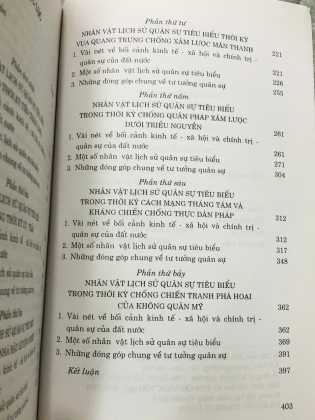 Phần thứ tư
NHÂN VẬT LỊCH SỬ QUÂN SỰ TIÊU BIỂU THỜI KỲ
VUA QUANG TRUNG CHỐNG XÂM LƯỢC MÃN THANH 221
1. Vài nét về bối cảnh kinh tế - xã hội và chính trị -
quân sự của đất nước 221
2. Một số nhân vật lịch sử quân sự tiêu biểu 226
3. Những đóng góp chung về tư tưởng quân sự 255
Phần thứ năm
NHÂN VẬT LỊCH SỬ QUÂN SỰ TIÊU BIỂU
TRONG THỜI KỲ CHỐNG QUÂN PHÁP XÂM LƯỢC
DƯỚI TRIỀU NGUYỄN 261
1. Vài nét về bối cảnh kinh tế - xã hội và chính trị -
quân sự của đất nước 261
2. Một số nhân vật lịch sử quân sự tiêu biểu 271
3. Những đóng góp chung về tư tưởng quân sự 304
Phần thứ sáu
NHÂN VẬT LỊCH SỬ QUÂN SỰ TIÊU BIỂU
TRONG THỜI KỲ CÁCH MẠNG THÁNG TÁM VÀ
KHÁNG CHIẾN CHỐNG THỰC DÂN PHÁP 312
1. Vài nét về bối cảnh kinh tế - xã hội và chính trị -
quân sự của đất nước 312
2. Một số nhân vật lịch sử quân sự tiêu biểu 317
3. Những đóng góp chung về tư tưởng quân sự 348
Phần thứ bảy
NHÂN VẬT LỊCH SỬ QUÂN SỰ TIÊU BIỂU
TRONG THỜI KỲ CHỐNG CHIẾN TRANH PHÁ HOẠI
CỦA KHÔNG QUÂN MỸ 362
1. Vài nét về bối cảnh kinh tế - xã hội và chính trị -
quân sự của đất nước 362
2. Một số nhân vật lịch sử quân sự tiêu biểu 369
3. Những đóng góp chung về tư tưởng quân sự 391
Kết luận 397
403